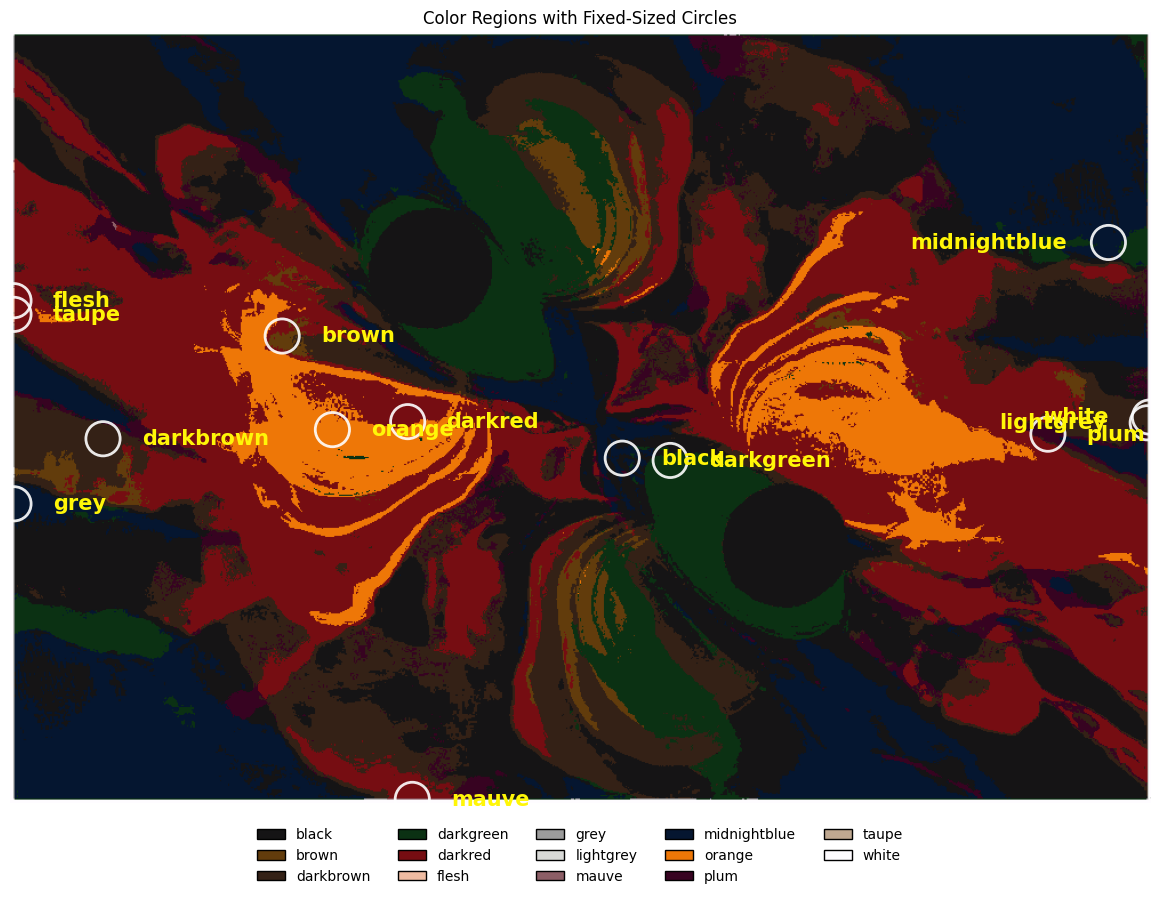 Color Regions with Fixed-Sized Circles
midnightblue
flesh
taupe
brown
white
lightgrey
darkred
orange
plum
darkbrown
black
darkgreen
grey
mauve
black darkgreen grey midnightblue taupe
brown darkred lightgrey orange white
darkbrown flesh mauve plum